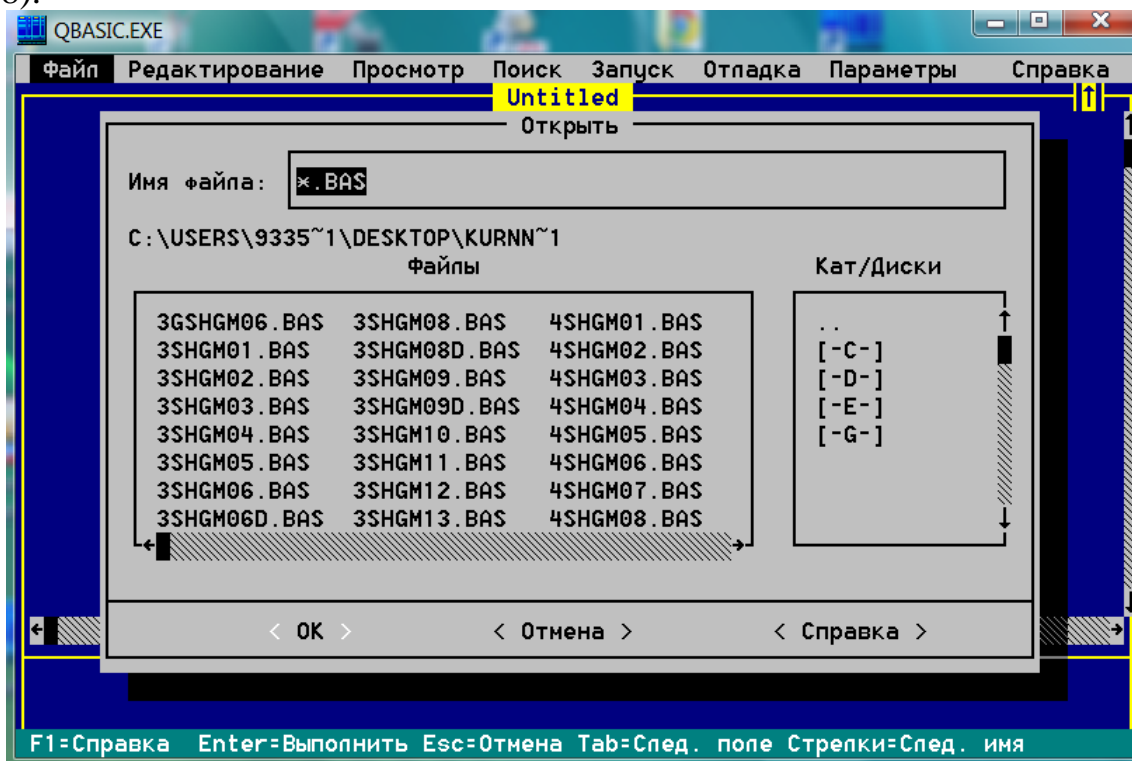 QBASIC.EXE
Файл Редактирование Просмотр Поиск Запуск Отладка Параметры Справка
Untitled
Открыть
Имя файла: *.BAS
C:\USERS\9335~1\DESKTOP\KURNN~1
Файлы Кат/Диски
3GSHGM06.BAS 3SHGM08.BAS 4SHGM01.BAS ..
3SHGM01.BAS 3SHGM08D.BAS 4SHGM02.BAS [-C-]
3SHGM02.BAS 3SHGM09.BAS 4SHGM03.BAS [-D-]
3SHGM03.BAS 3SHGM09D.BAS 4SHGM04.BAS [-E-]
3SHGM04.BAS 3SHGM10.BAS 4SHGM05.BAS [-G-]
3SHGM05.BAS 3SHGM11.BAS 4SHGM06.BAS
3SHGM06.BAS 3SHGM12.BAS 4SHGM07.BAS
3SHGM06D.BAS 3SHGM13.BAS 4SHGM08.BAS
< OK > < Отмена > < Справка >
F1=Справка Enter=Выполнить Esc=Отмена Tab=След. поле Стрелки=След. имя